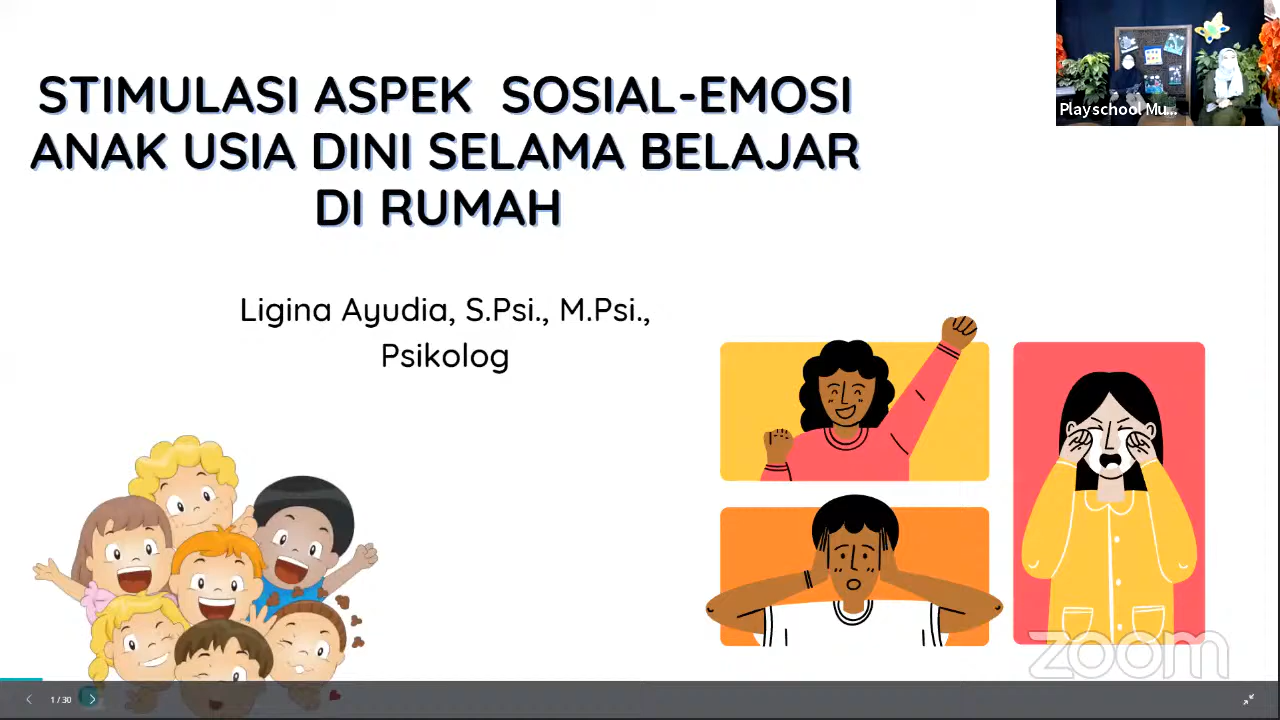 STIMULASI ASPEK SOSIAL-EMOSI
ANAK USIA DINI SELAMA BELAJAR
DI RUMAH
Ligina Ayudia, S.Psi., M.Psi.,
Psikolog
Playschool Mu...
zoom
1 / 30